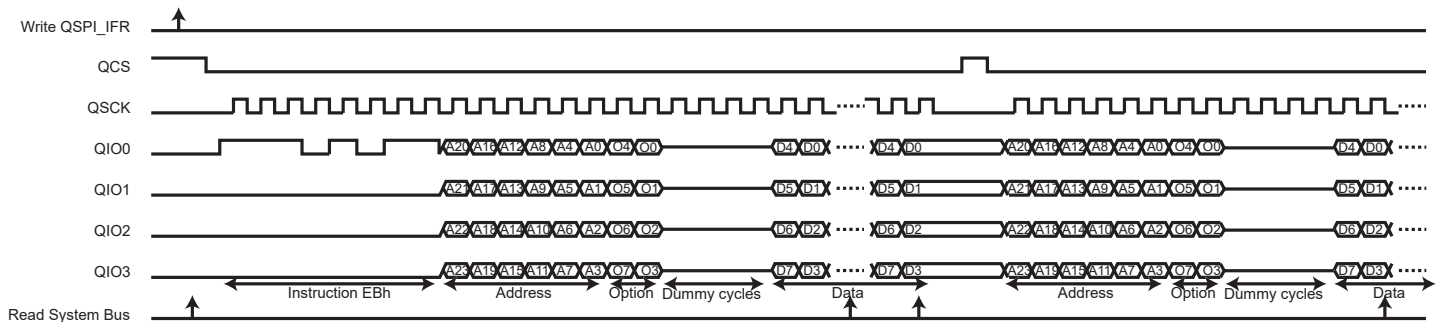 Write QSPI_IFR
QCS
QSCK
QIO0 A20 A16 A12 A8 A4 A0 O4 O0 D4 D0 D4 D0 A20 A16 A12 A8 A4 A0 O4 O0 D4 D0
QIO1 A21 A17 A13 A9 A5 A1 O5 O1 D5 D1 D5 D1 A21 A17 A13 A9 A5 A1 O5 O1 D5 D1
QIO2 A22 A18 A14 A10 A6 A2 O6 O2 D6 D2 D6 D2 A22 A18 A14 A10 A6 A2 O6 O2 D6 D2
QIO3 A23 A19 A15 A11 A7 A3 O7 O3 D7 D3 D7 D3 A23 A19 A15 A11 A7 A3 O7 O3 D7 D3
Instruction EBh Address Option Dummy cycles Data Address Option Dummy cycles Data
Read System Bus